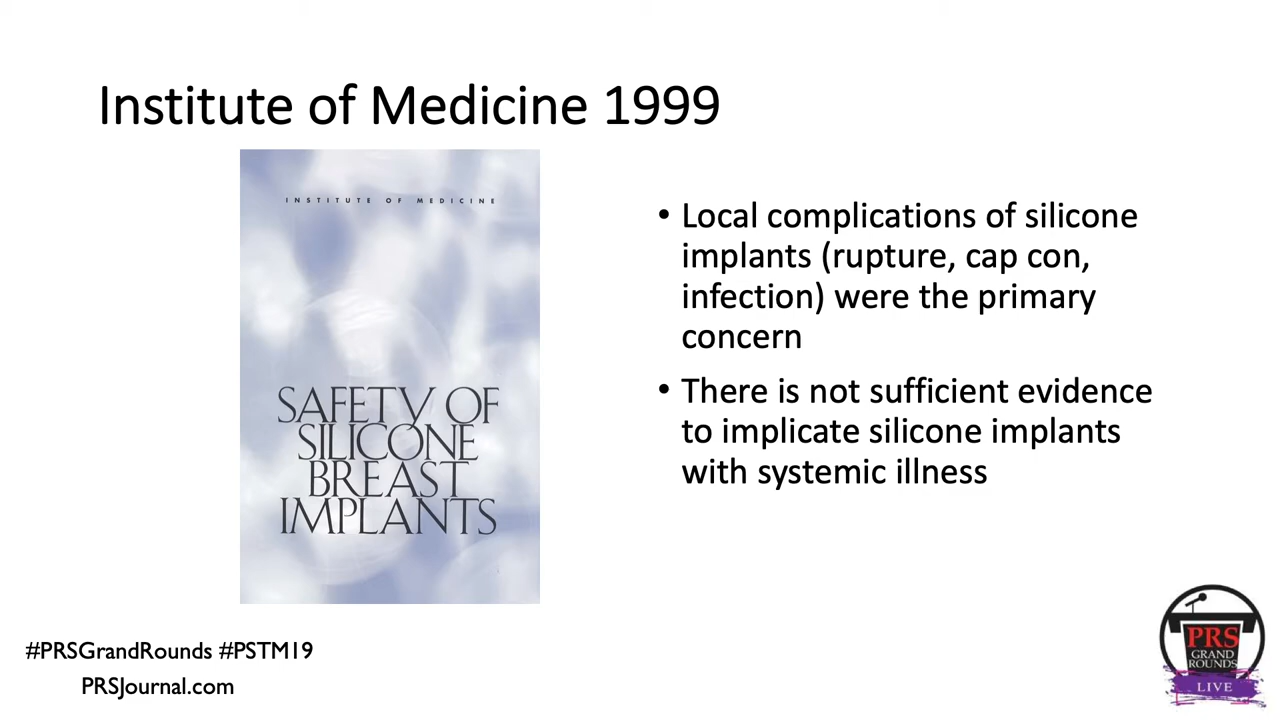 Institute of Medicine 1999
INSTITUTE OF MEDICINE
SAFETY OF
SILICONE
BREAST
IMPLANTS
• Local complications of silicone
implants (rupture, cap con,
infection) were the primary
concern
• There is not sufficient evidence
to implicate silicone implants
with systemic illness
#PRSGrandRounds #PSTM19
PRSJournal.com
PRS
GRAND
ROUNDS
LIVE